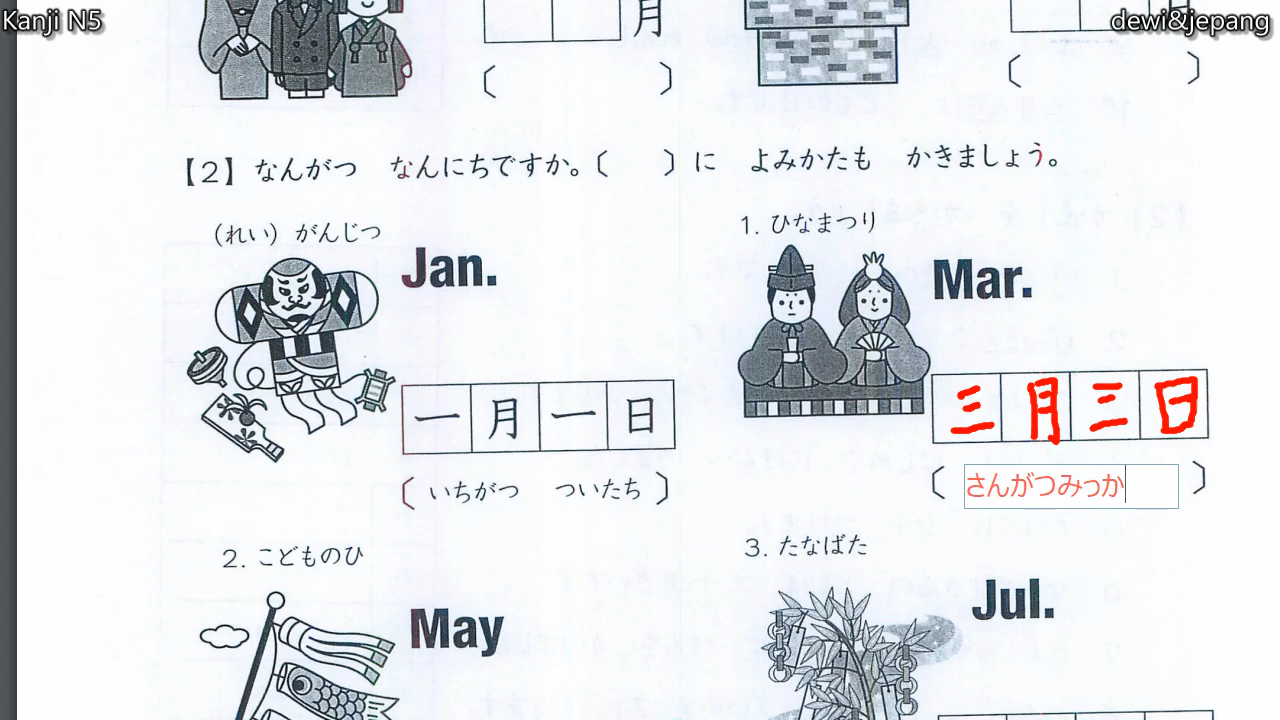 Kanji N5
dewi&jepang
月
月
( )
( )
【2】なんがつ なんにちですか。( )に よみかたも かきましょう。
(れい) がんじつ
Jan.
一月一日
(いちがつ ついたち)
1. ひなまつり
Mar.
三月三日
(さんがつみっか)
2. こどものひ
May
3. たなばた
Jul.